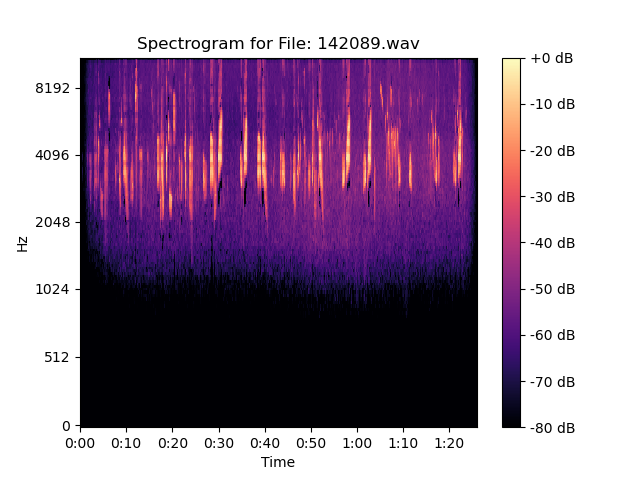 Spectrogram for File: 142089.wav
Hz
8192
4096
2048
1024
512
0
0:00 0:10 0:20 0:30 0:40 0:50 1:00 1:10 1:20
Time
+0 dB
-10 dB
-20 dB
-30 dB
-40 dB
-50 dB
-60 dB
-70 dB
-80 dB